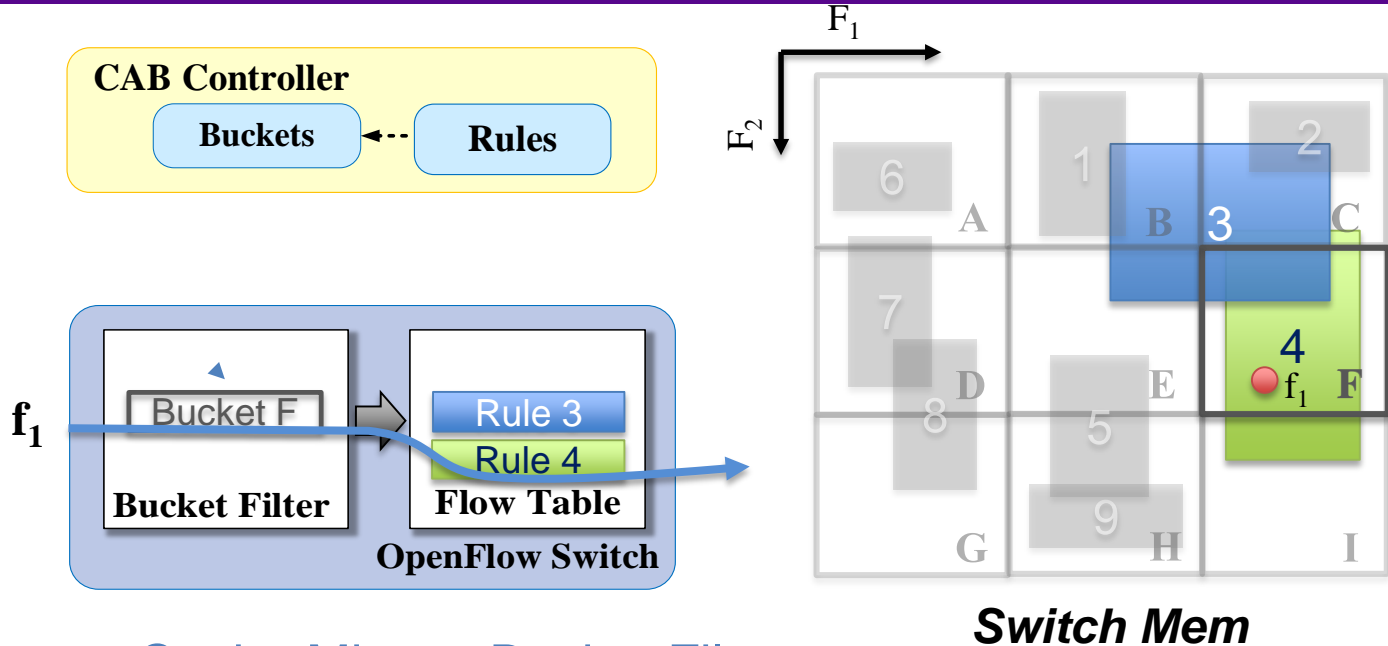 CAB Controller
Buckets
Rules
f1
Bucket F
Rule 3
Rule 4
Bucket Filter
Flow Table
OpenFlow Switch
F1
F2
6
1
2
A
B
3
C
7
4
f1
D
E
F
8
5
9
G
H
I
Switch Mem